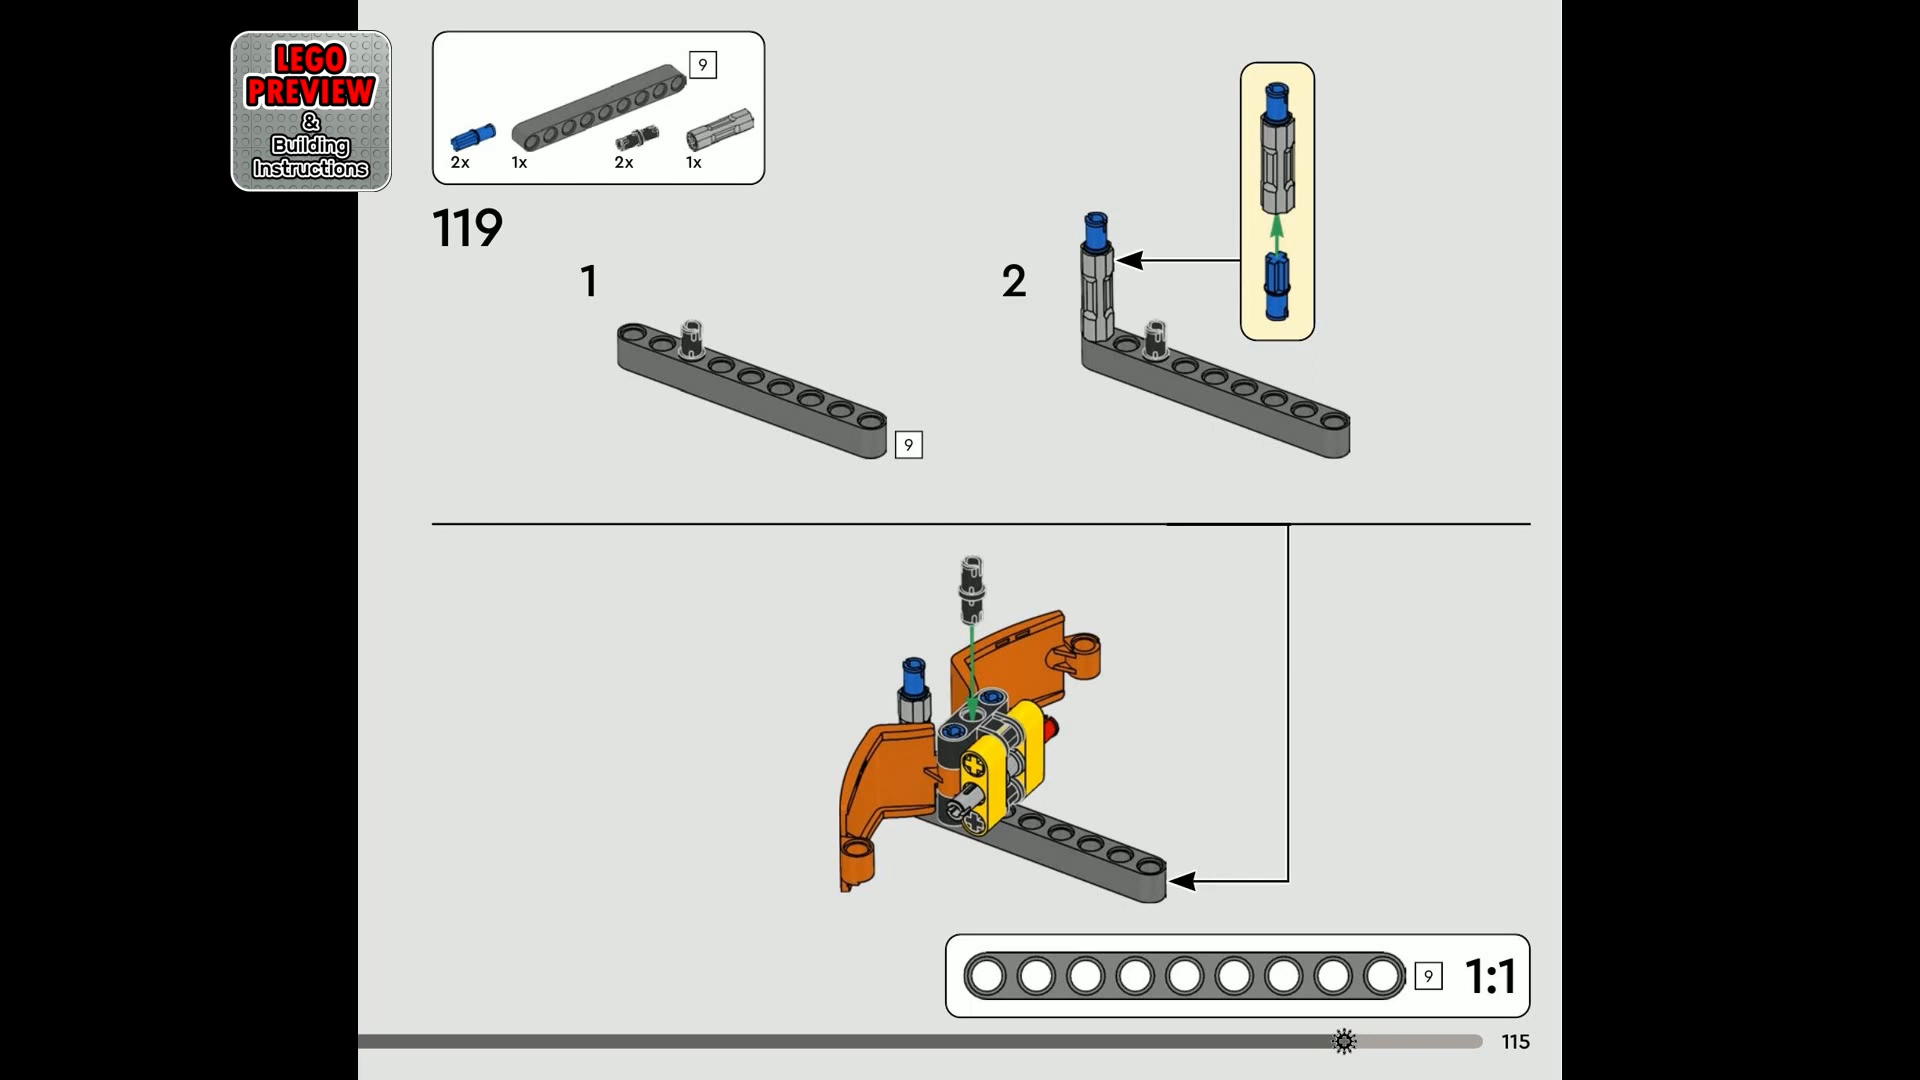 LEGO
PREVIEW
&
Building
Instructions
9
2x 1x 2x 1x
119
1
2
9
9 1:1
115